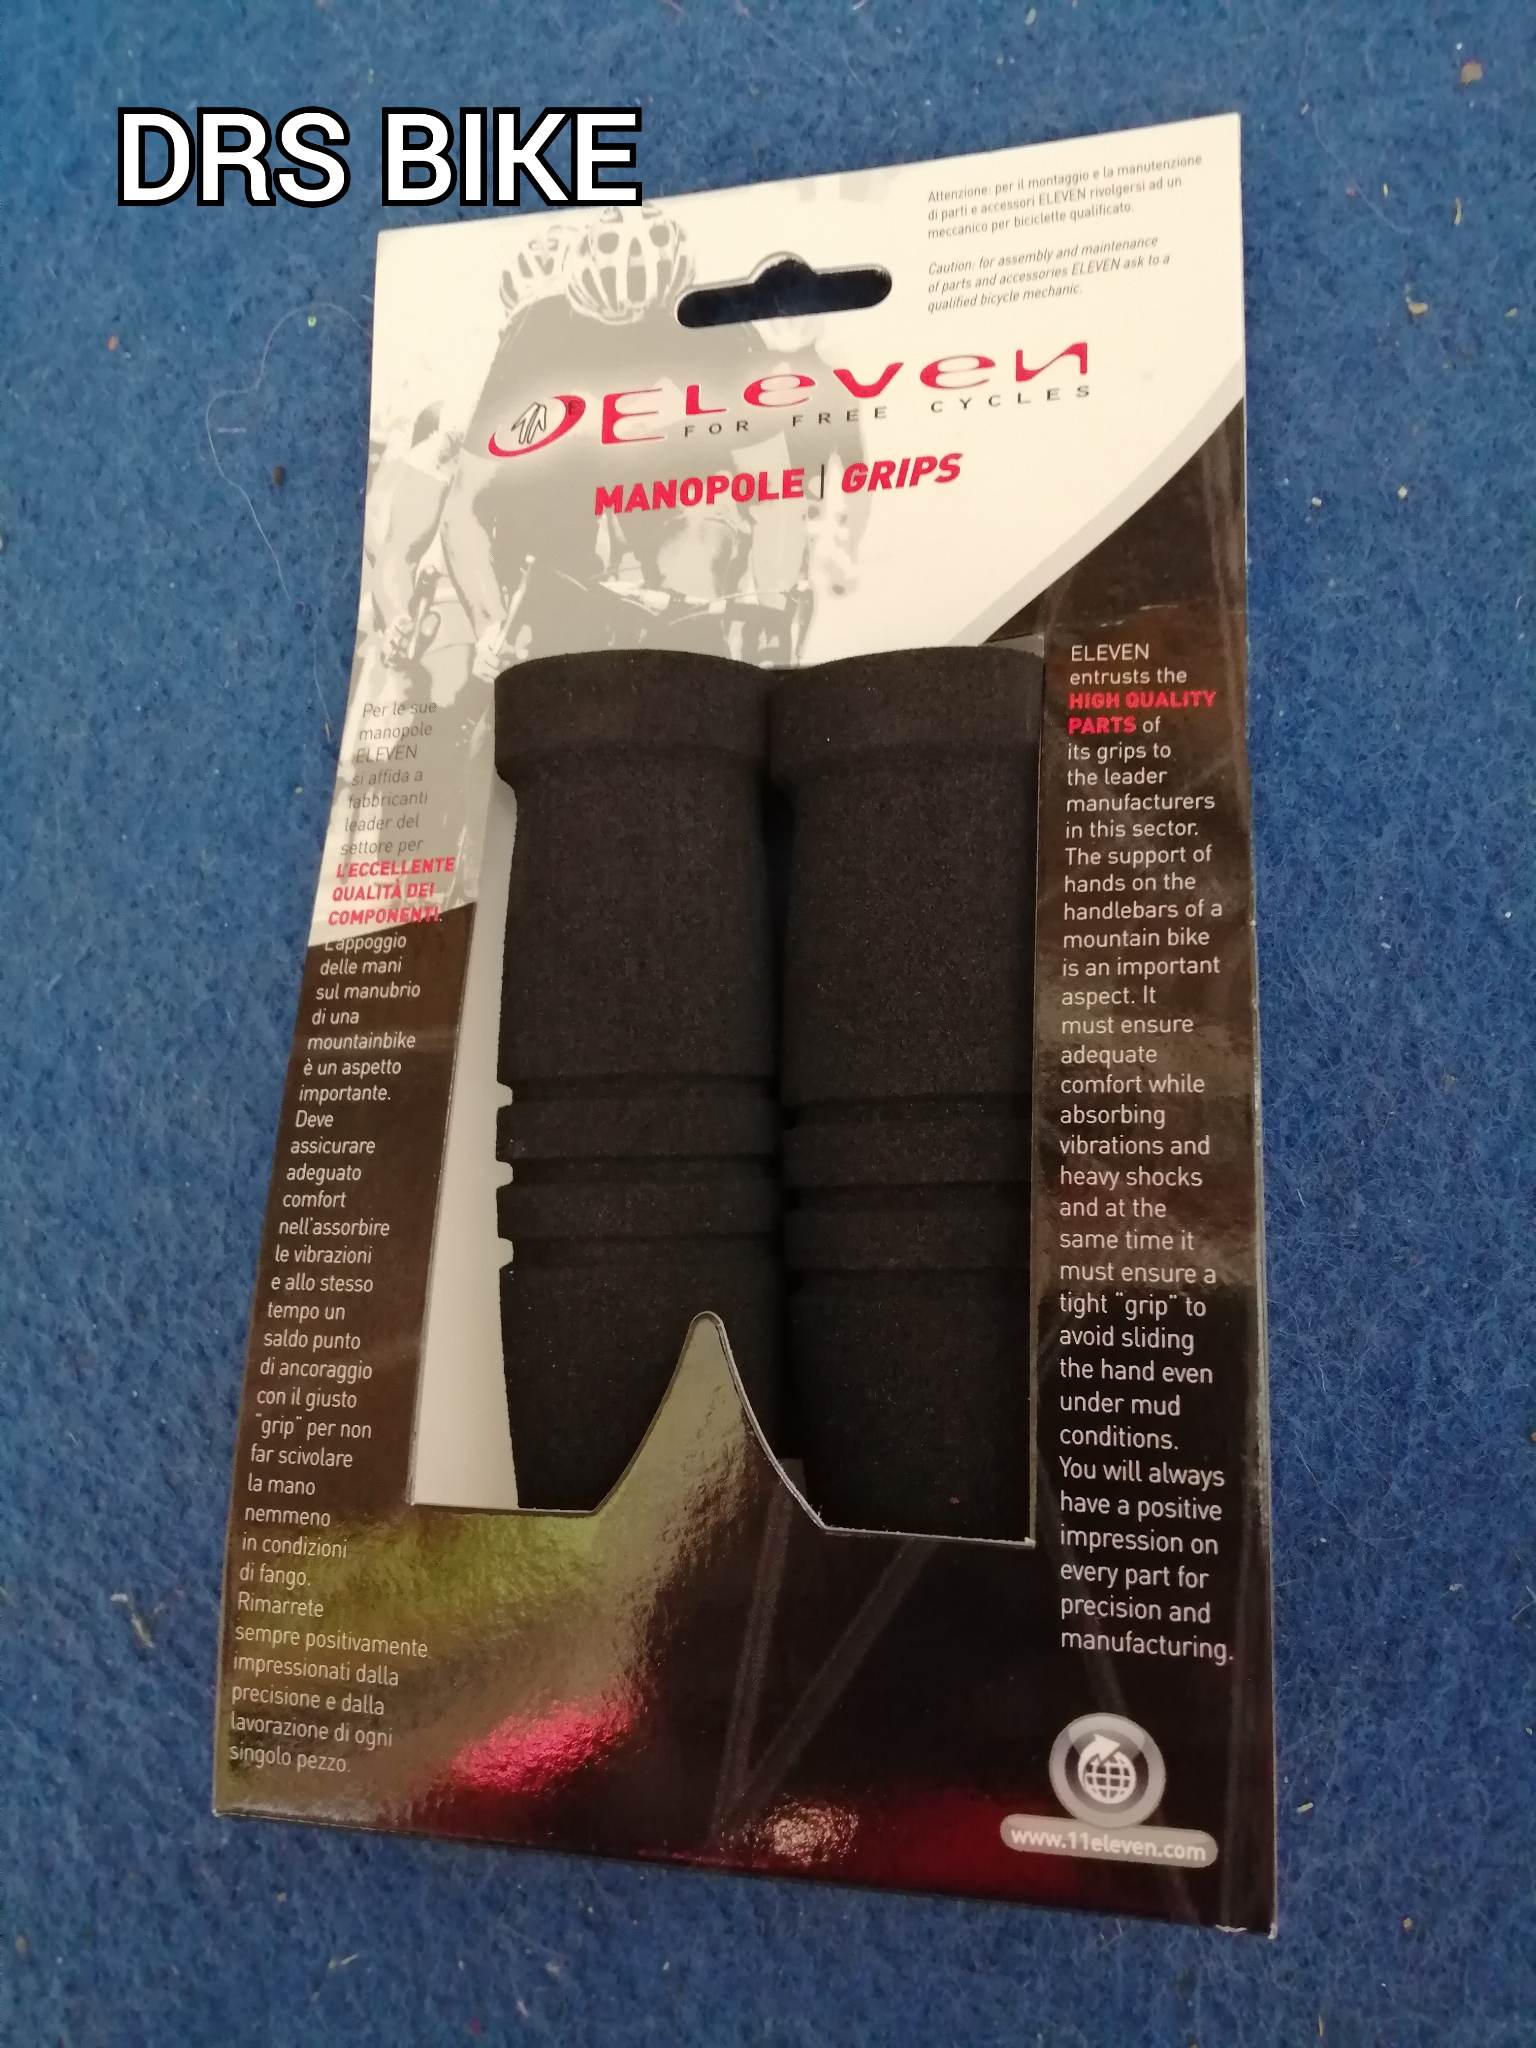 DRS BIKE
Attenzione: per il montaggio e la manutenzione
di parti e accessori ELEVEN rivolgersi ad un
meccanico per biciclette qualificato.
Caution: for assembly and maintenance
of parts and accessories ELEVEN ask to a
qualified bicycle mechanic.
ELEVEN
FOR FREE CYCLES
MANOPOLE | GRIPS
Per le sue
manopole
ELEVEN
si affida a
fabbricanti
leader del
settore per
L'ECCELLENTE
QUALITÀ DEI
COMPONENTI.
L'appoggio
delle mani
sul manubrio
di una
mountainbike
è un aspetto
importante.
Deve
assicurare
adeguato
comfort
nell'assorbire
le vibrazioni
e allo stesso
tempo un
saldo punto
di ancoraggio
con il giusto
"grip" per non
far scivolare
la mano
nemmeno
in condizioni
di fango.
Rimarrete
sempre positivamente
impressionati dalla
precisione e dalla
lavorazione di ogni
singolo pezzo.
ELEVEN
entrusts the
HIGH QUALITY
PARTS of
its grips to
the leader
manufacturers
in this sector.
The support of
hands on the
handlebars of a
mountain bike
is an important
aspect. It
must ensure
adequate
comfort while
absorbing
vibrations and
heavy shocks
and at the
same time it
must ensure a
tight "grip" to
avoid sliding
the hand even
under mud
conditions.
You will always
have a positive
impression on
every part for
precision and
manufacturing.
www.11eleven.com